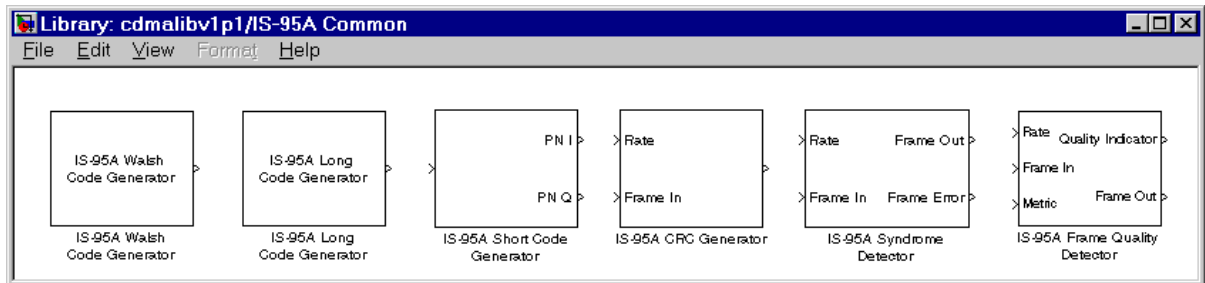 Library: cdmalibv1p1/IS-95A Common
File Edit View Format Help
IS-95A Walsh
Code Generator
IS-95A Walsh
Code Generator
IS-95A Long
Code Generator
IS-95A Long
Code Generator
PN I
PN Q
IS-95A Short Code
Generator
Rate
Frame In
IS-95A CRC Generator
Rate Frame Out
Frame In Frame Error
IS-95A Syndrome
Detector
Rate Quality Indicator
Frame In
Metric Frame Out
IS-95A Frame Quality
Detector